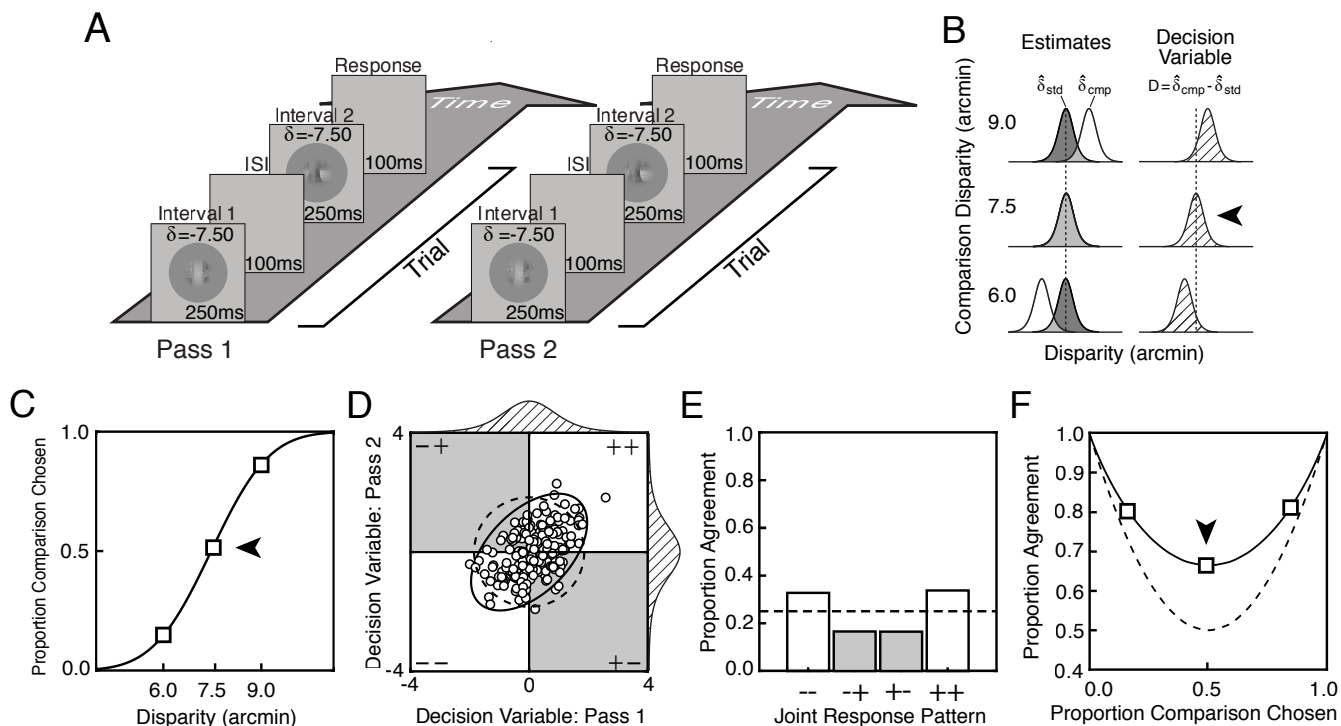 A
Response
Time
Interval 2
δ=-7.50
ISI
100ms
Interval 1
250ms
δ=-7.50
100ms
Trial
250ms
Pass 1
Response
Time
Interval 2
δ=-7.50
ISI
100ms
Interval 1
250ms
δ=-7.50
100ms
Trial
250ms
Pass 2
B
Estimates
Decision
Variable
δ̂std
δ̂cmp
D=δ̂cmp-δ̂std
Comparison Disparity (arcmin)
9.0
7.5
6.0
Disparity (arcmin)
C
Proportion Comparison Chosen
1.0
0.5
0.0
6.0 7.5 9.0
Disparity (arcmin)
D
Decision Variable: Pass 2
4
-+
++
0
--
+-
-4
-4 0 4
Decision Variable: Pass 1
E
Proportion Agreement
1.0
0.8
0.6
0.4
0.2
0.0
-- -+ +- ++
Joint Response Pattern
F
Proportion Agreement
1.0
0.9
0.8
0.7
0.6
0.5
0.4
0.0 0.5 1.0
Proportion Comparison Chosen